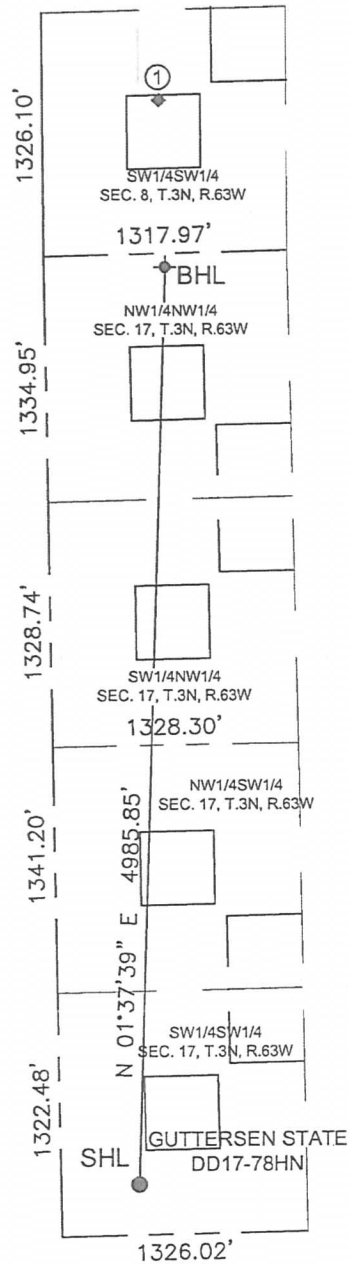 1326.10'
1
SW1/4SW1/4
SEC. 8, T.3N, R.63W
1317.97'
BHL
NW1/4NW1/4
SEC. 17, T.3N, R.63W
1334.95'
1328.74'
SW1/4NW1/4
SEC. 17, T.3N, R.63W
1328.30'
NW1/4SW1/4
SEC. 17, T.3N, R.63W
1341.20'
N 01°37'39" E 4985.85'
SW1/4SW1/4
SEC. 17, T.3N, R.63W
1322.48'
GUTTERSEN STATE
DD17-78HN
SHL
1326.02'